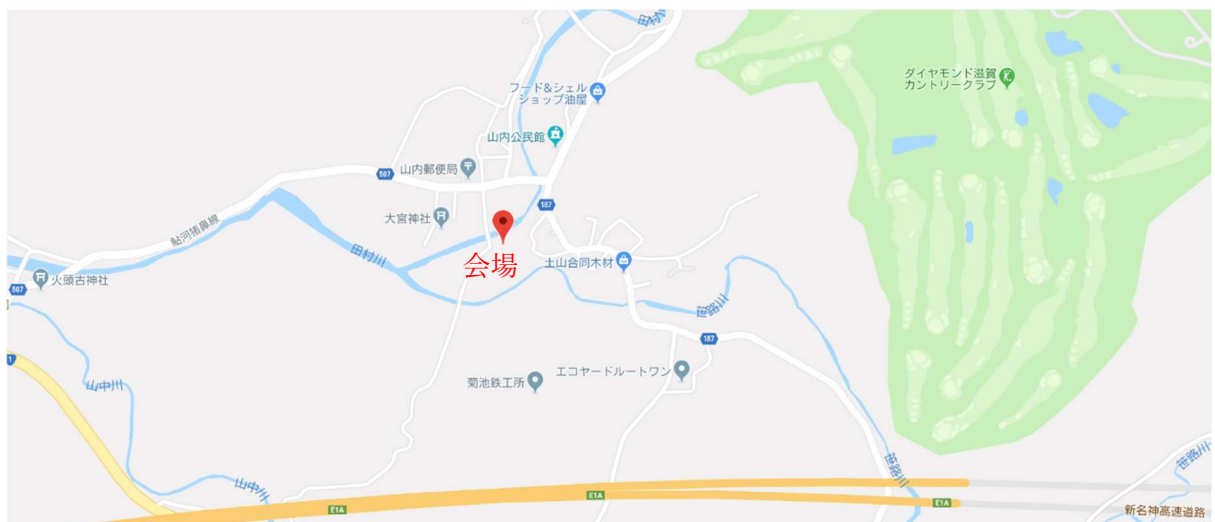 田村川
フード&シェル
ショップ油屋
ダイヤモンド滋賀
カントリークラブ
山内公民館
山内郵便局
507
大宮神社
187
鮎河猪鼻線
田村川
会場
土山合同木材
火頭古神社
507
笹路川
187
1
山中川
菊池鉄工所
エコヤードルートワン
笹路川
笹路川
山中川
E1A
E1A
E1A
新名神高速道路